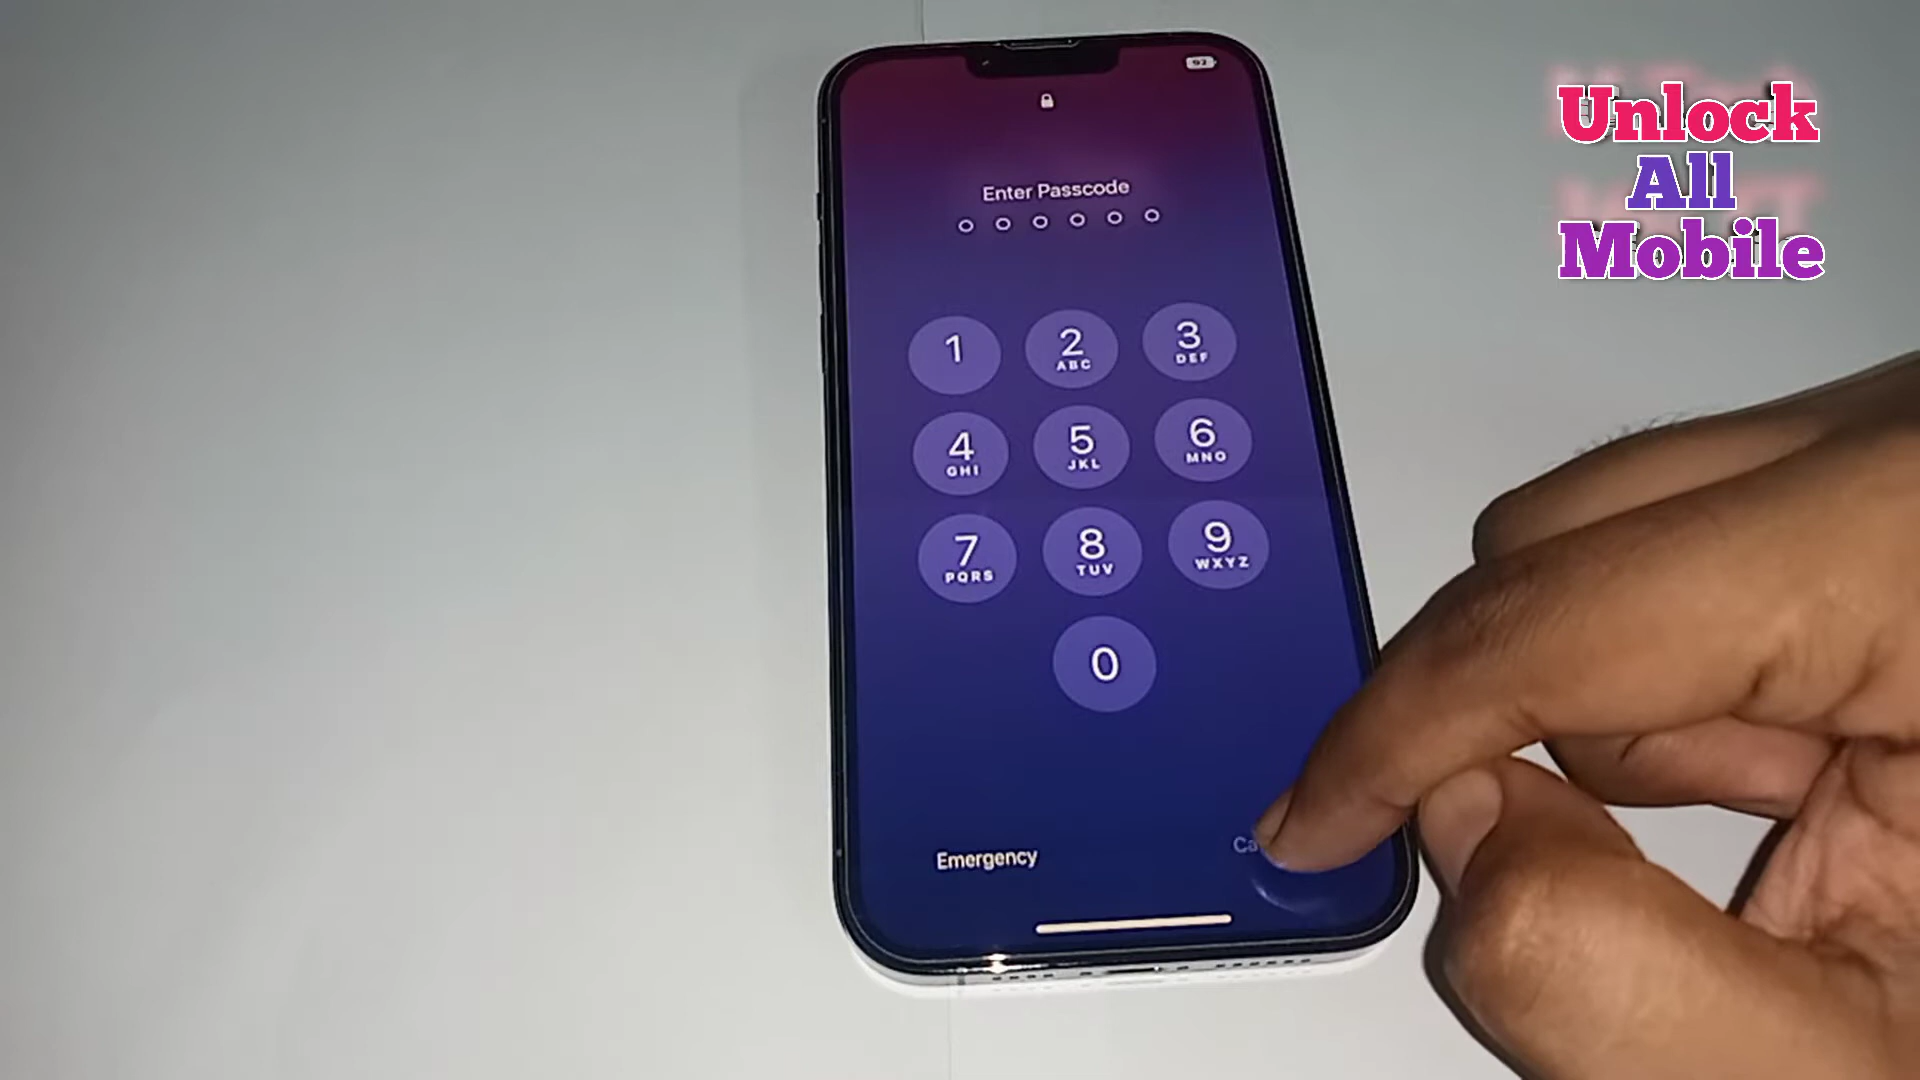 92
Enter Passcode
1
2
ABC
3
DEF
4
GHI
5
JKL
6
MNO
7
PQRS
8
TUV
9
WXYZ
0
Emergency
Unlock
All
Mobile